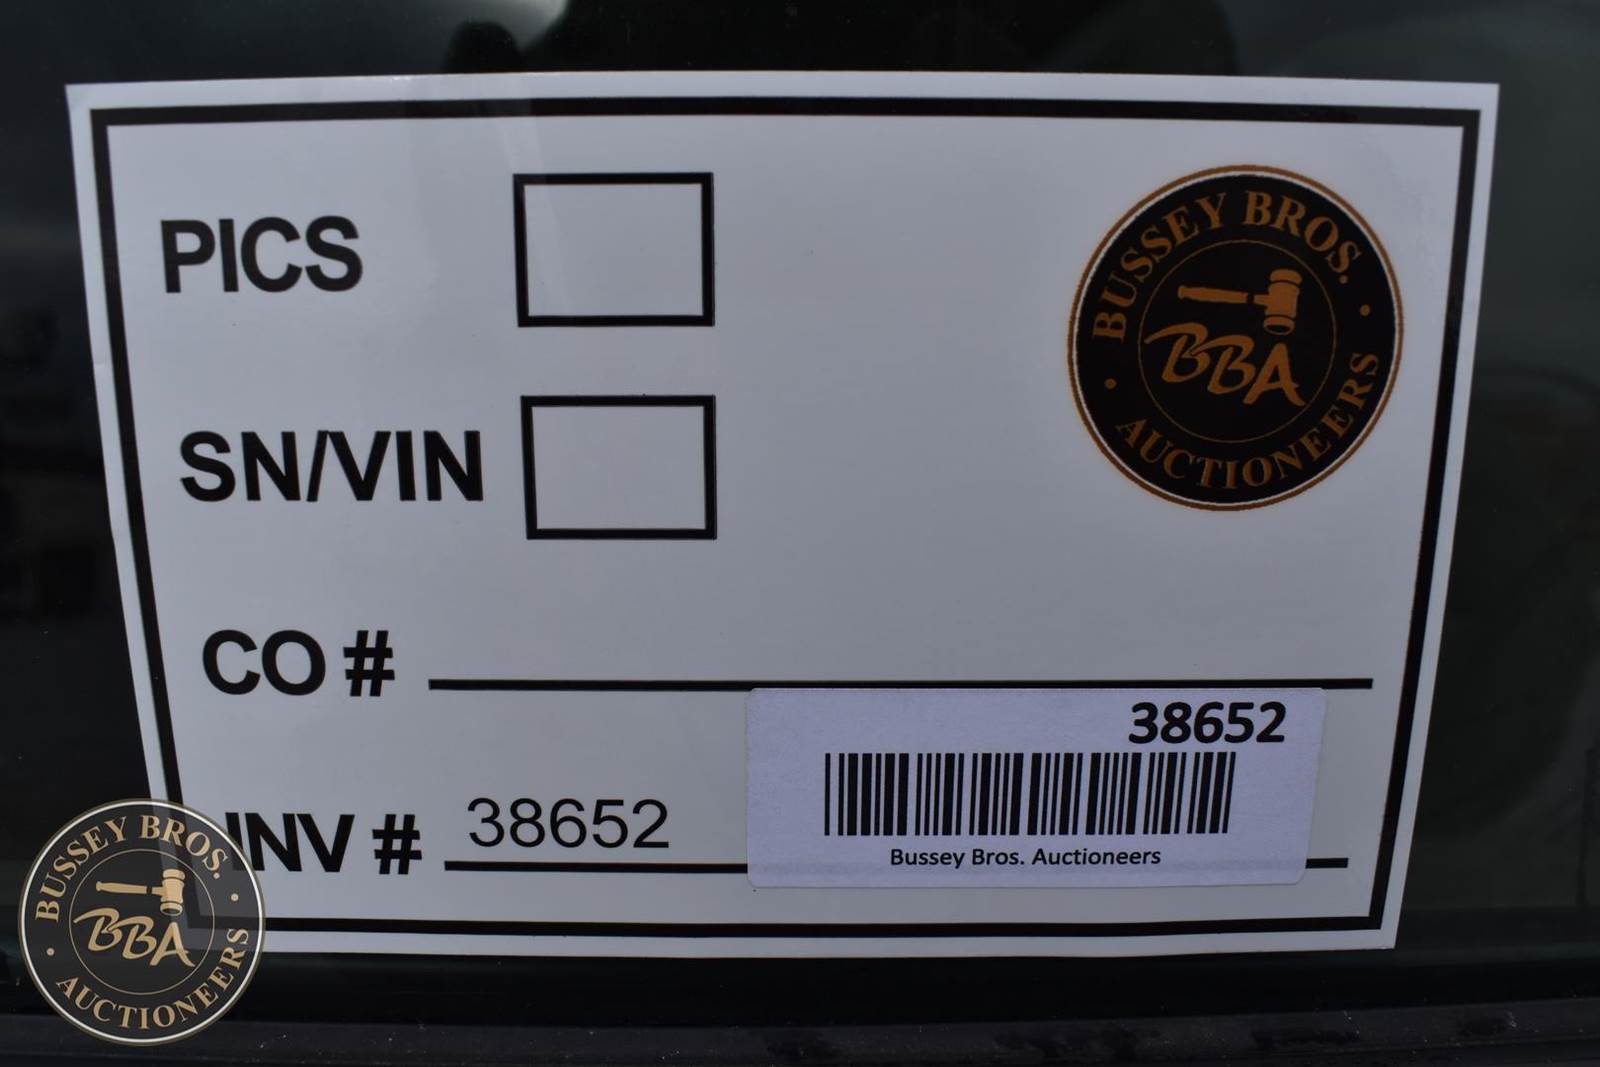 PICS
BUSSEY BROS.
BBA
AUCTIONEERS
SN/VIN
CO #
38652
INV # 38652
Bussey Bros. Auctioneers
BUSSEY BROS.
BBA
AUCTIONEERS